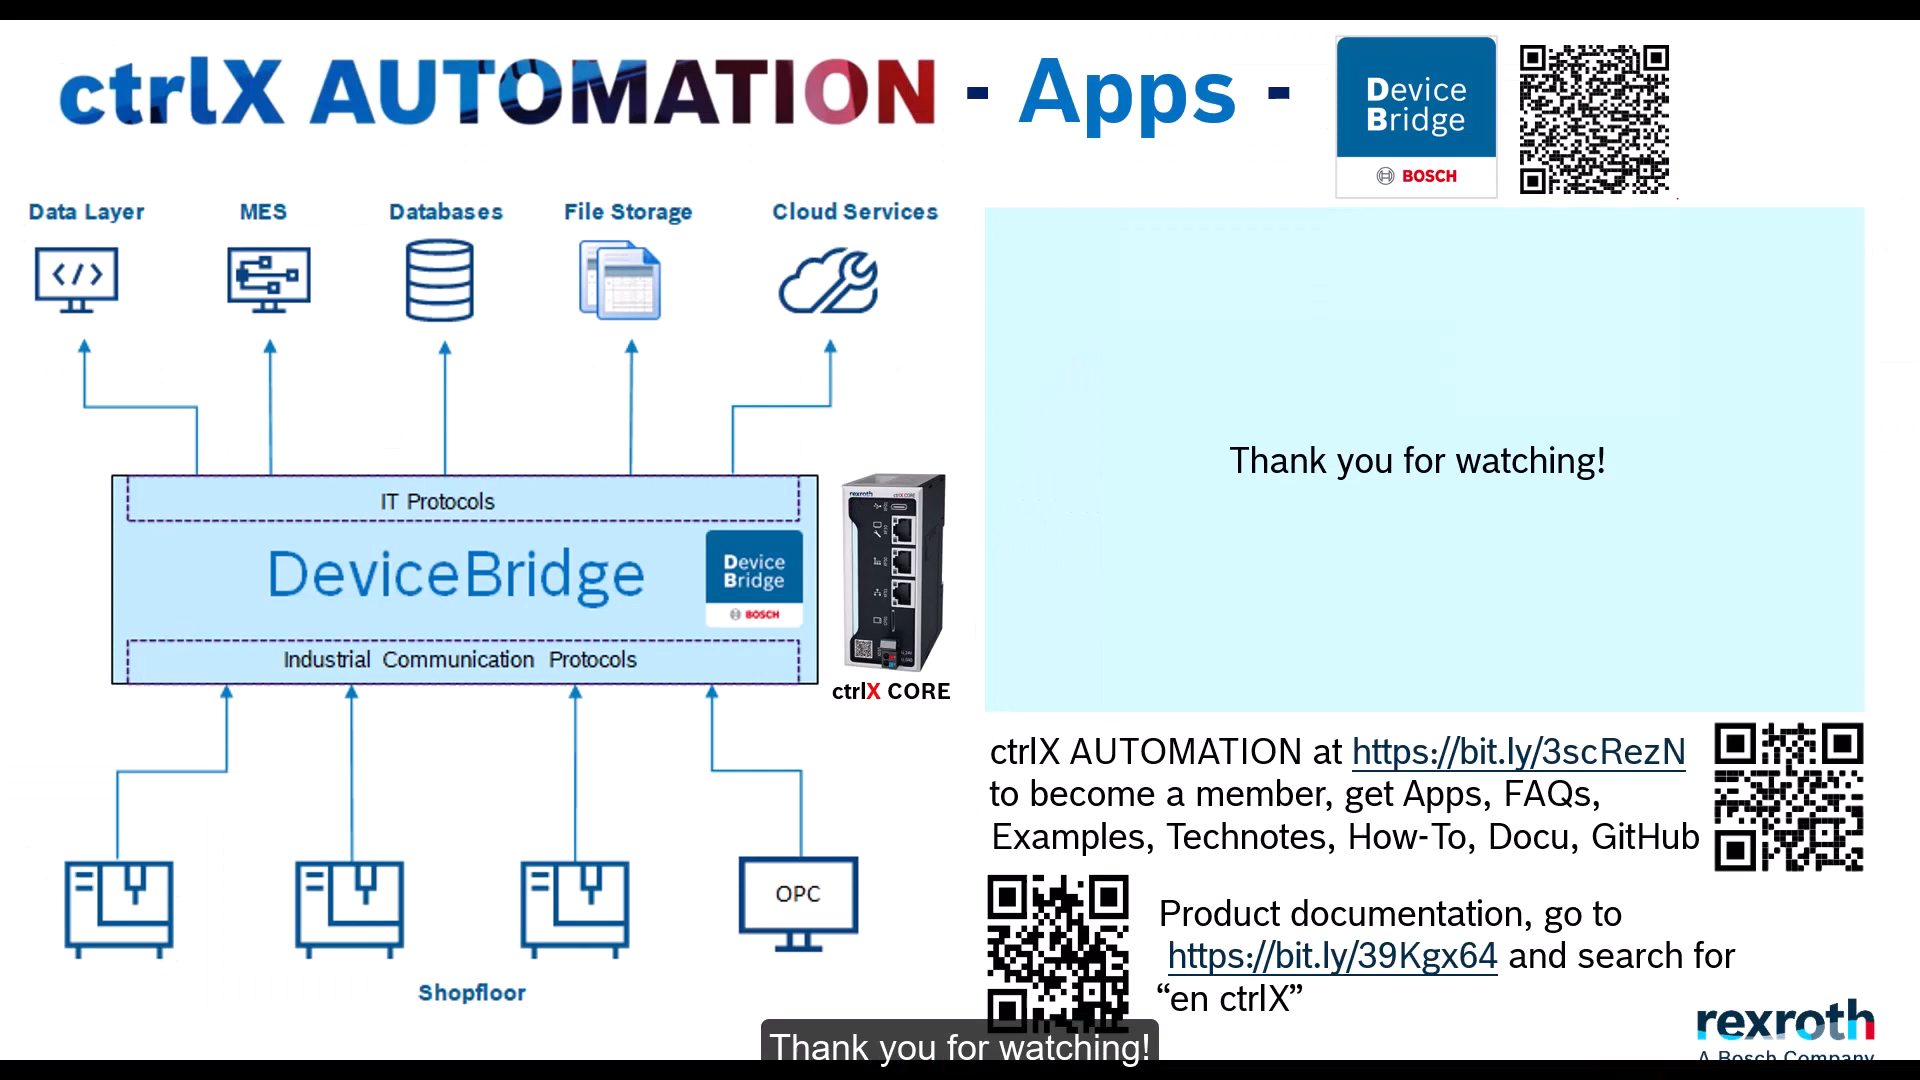 ctrlX AUTOMATION - Apps -
Device
Bridge
BOSCH
Data Layer
MES
Databases
File Storage
Cloud Services
IT Protocols
DeviceBridge
Device
Bridge
BOSCH
Industrial Communication Protocols
rexroth
ctrlX CORE
ctrlX CORE
OPC
Shopfloor
Thank you for watching!
ctrlX AUTOMATION at https://bit.ly/3scRezN
to become a member, get Apps, FAQs,
Examples, Technotes, How-To, Docu, GitHub
Product documentation, go to
https://bit.ly/39Kgx64 and search for
“en ctrlX”
rexroth
A Bosch Company
Thank you for watching!